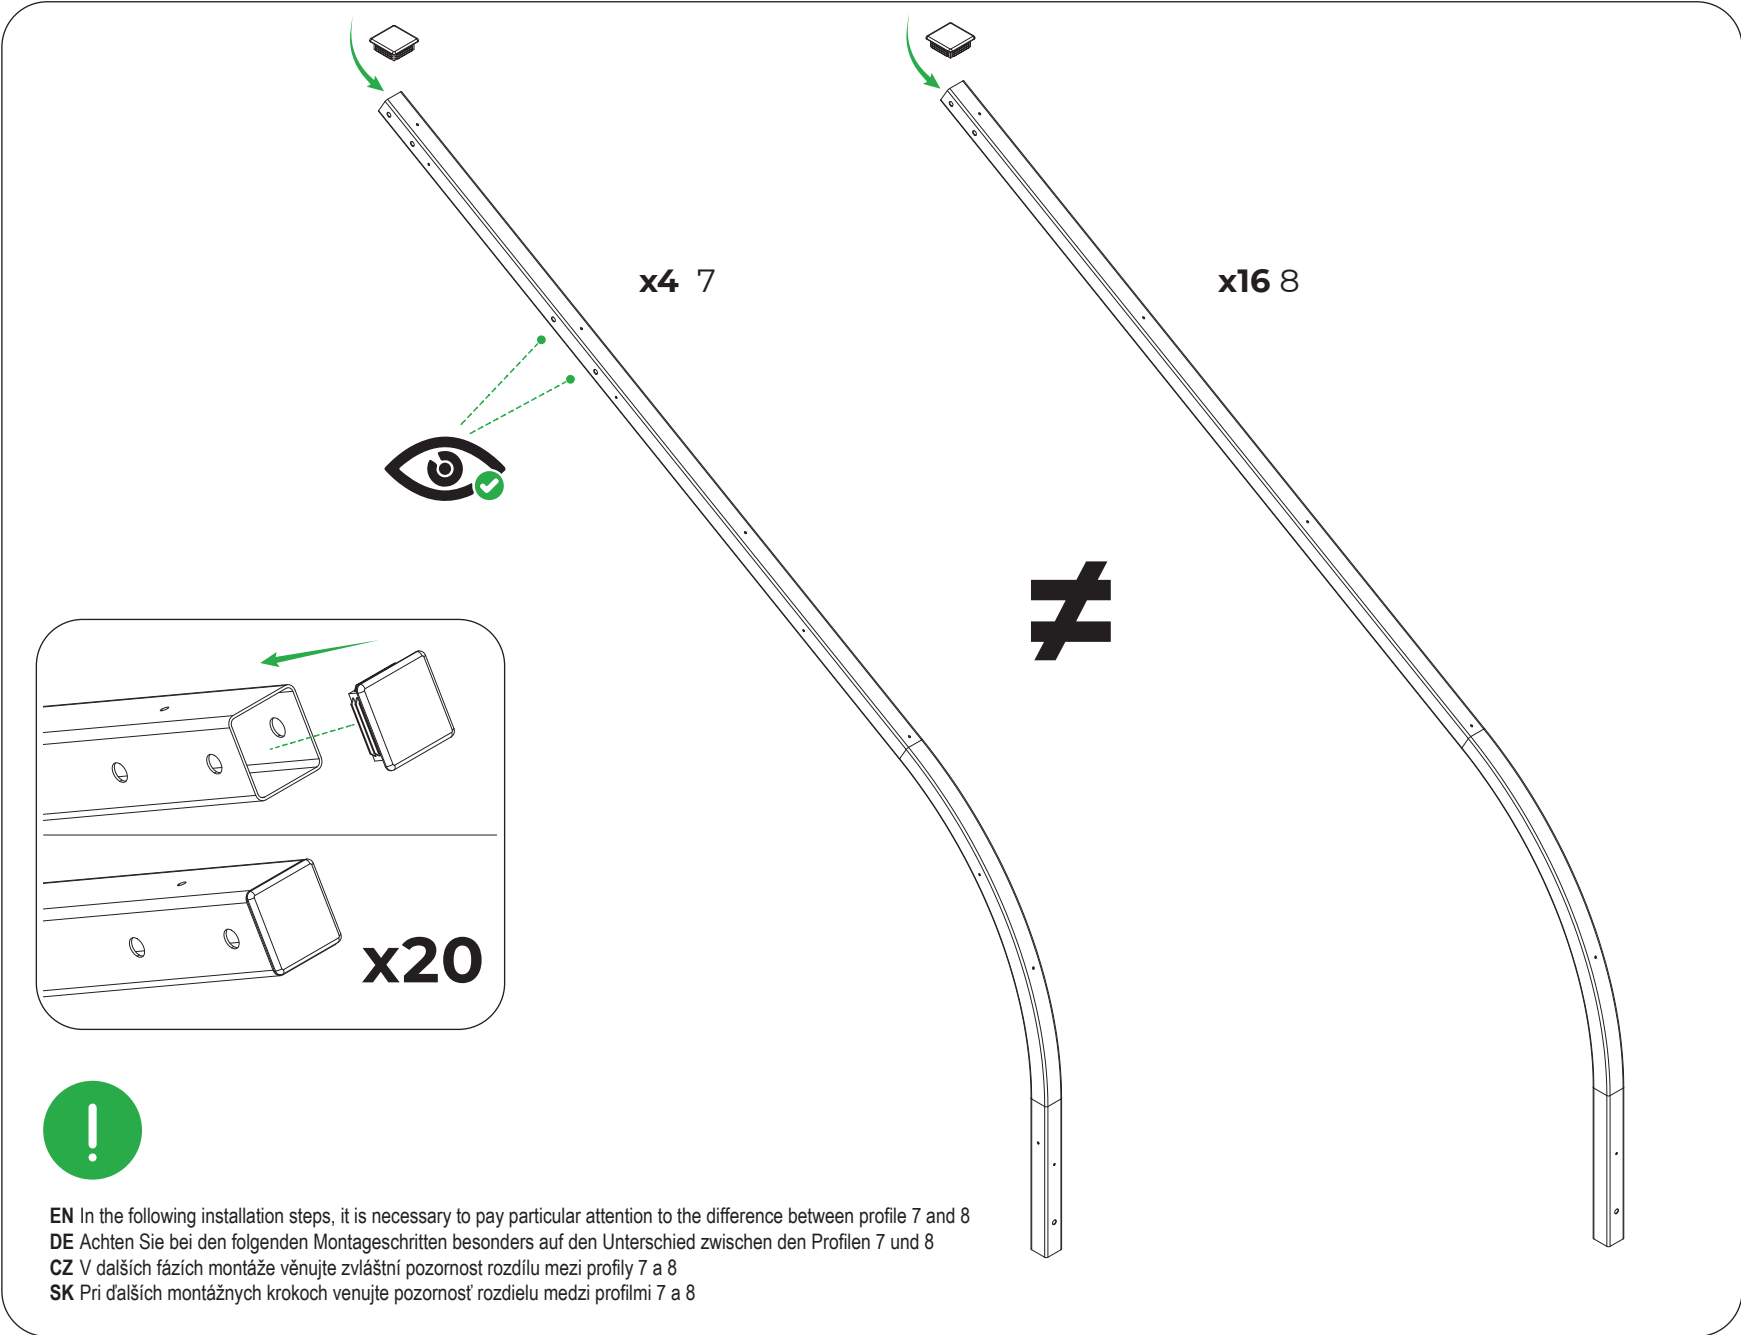 x4 7
x16 8
≠
x20
EN In the following installation steps, it is necessary to pay particular attention to the difference between profile 7 and 8
DE Achten Sie bei den folgenden Montageschritten besonders auf den Unterschied zwischen den Profilen 7 und 8
CZ V dalších fázích montáže věnujte zvláštní pozornost rozdílu mezi profily 7 a 8
SK Pri ďalších montážnych krokoch venujte pozornosť rozdielu medzi profilmi 7 a 8